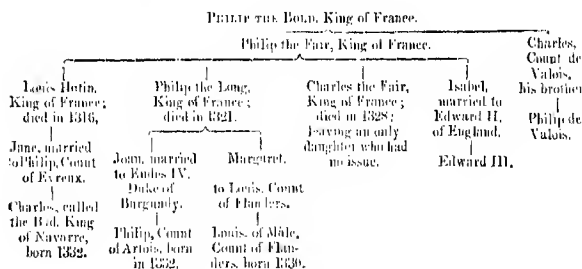 PHILIP THE BOLD, King of France.
Philip the Fair, King of France.
Charles,
Count de
Valois,
his brother
Philip de
Valois.
Louis Hutin,
King of France;
died in 1316.
Jane, married
to Philip, Count
of Evreux.
Charles, called
the Bad, King
of Navarre,
born 1332.
Philip the Long,
King of France;
died in 1321.
Joan, married
to Eudes IV.
Duke of
Burgundy.
Philip, Count
of Artois, born
in 1332.
Margaret,
to Louis, Count
of Flanders.
Louis, of Mâle,
Count of Flan-
ders, born 1330.
Charles the Fair,
King of France;
died in 1328;
leaving an only
daughter who had
no issue.
Isabel,
married to
Edward II.
of England.
Edward III.